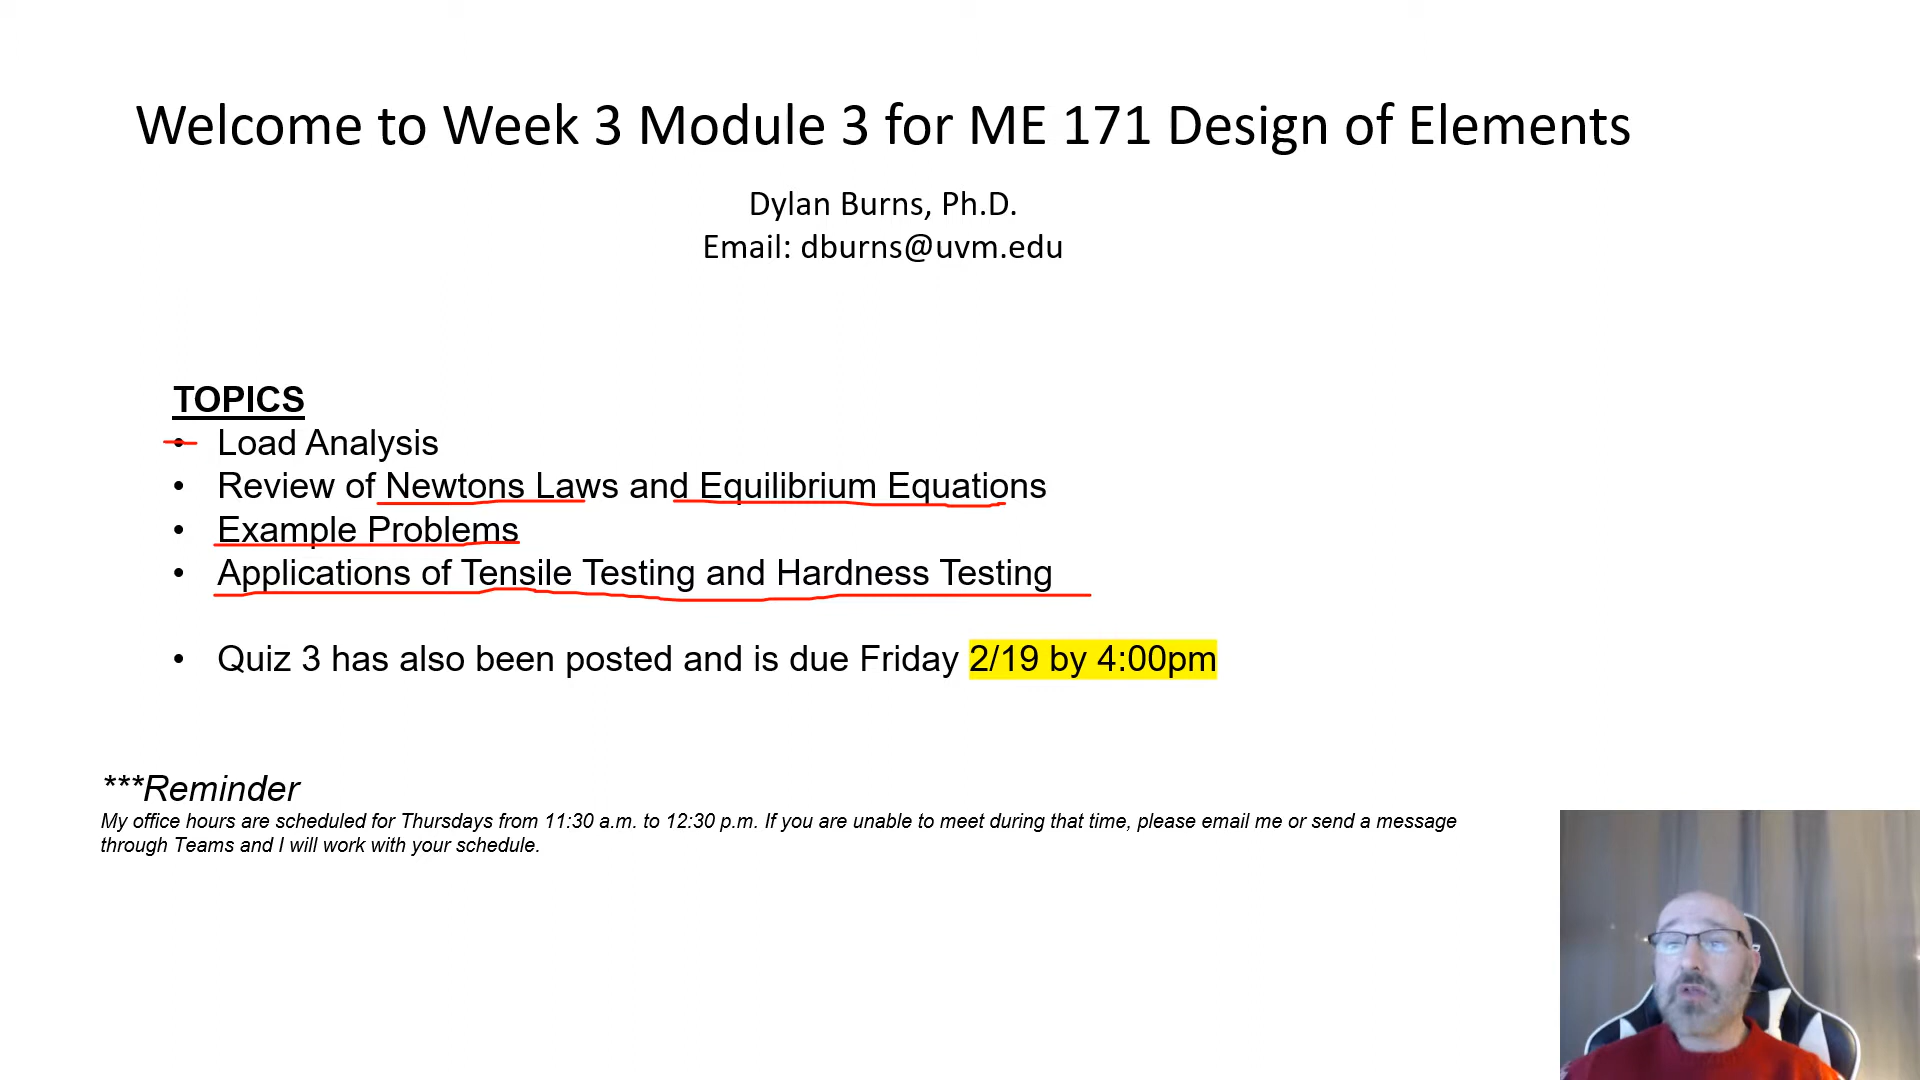 Welcome to Week 3 Module 3 for ME 171 Design of Elements
Dylan Burns, Ph.D.
Email: dburns@uvm.edu
TOPICS
• Load Analysis
• Review of Newtons Laws and Equilibrium Equations
• Example Problems
• Applications of Tensile Testing and Hardness Testing
• Quiz 3 has also been posted and is due Friday 2/19 by 4:00pm
***Reminder
My office hours are scheduled for Thursdays from 11:30 a.m. to 12:30 p.m. If you are unable to meet during that time, please email me or send a message
through Teams and I will work with your schedule.